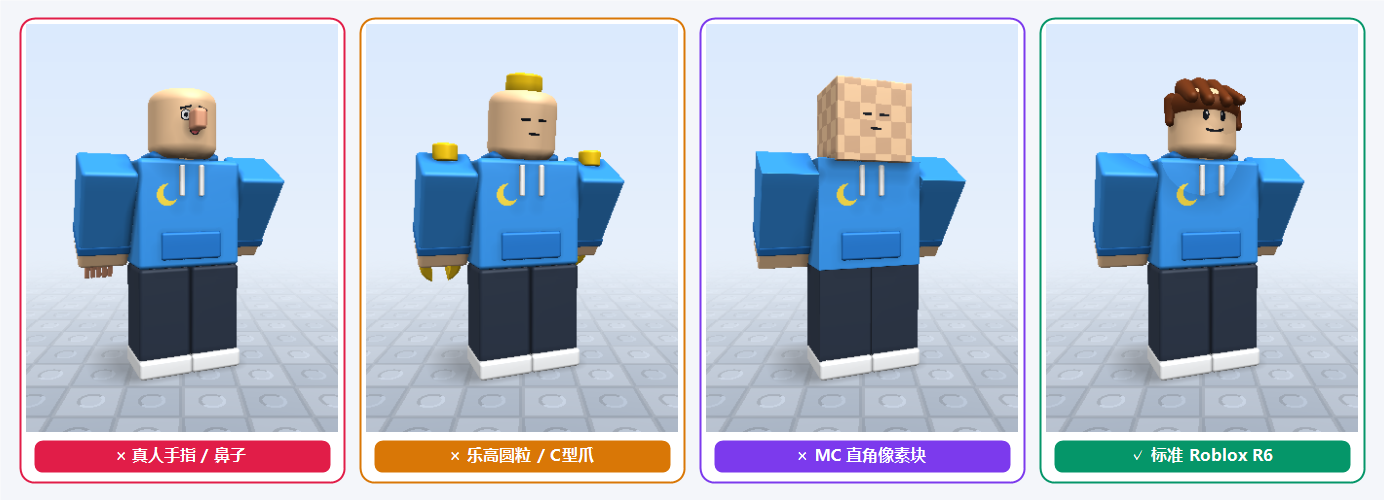 × 真人手指 / 鼻子
× 乐高圆粒 / C型爪
× MC 直角像素块
✓ 标准 Roblox R6